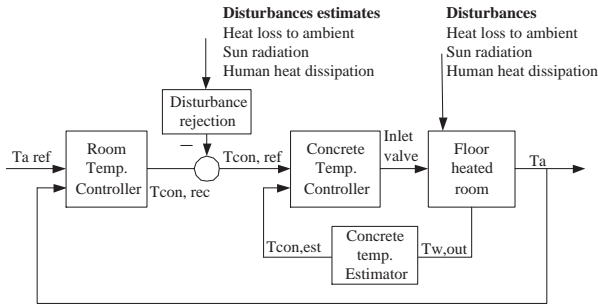 Disturbances estimates
Heat loss to ambient
Sun radiation
Human heat dissipation
Disturbances
Heat loss to ambient
Sun radiation
Human heat dissipation
Disturbance
rejection
Ta ref
Room
Temp.
Controller
Tcon, rec
–
Tcon, ref
Concrete
Temp.
Controller
Inlet
valve
Floor
heated
room
Ta
Tcon,est
Concrete
temp.
Estimator
Tw,out